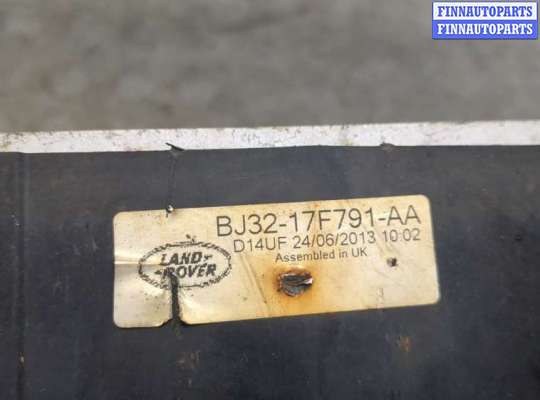 FINNAUTOPARTS
FINNAUTOPARTS
BJ32-17F791-AA
D14UF 24/06/2013 10:02
Assembled in UK
LAND-
-ROVER